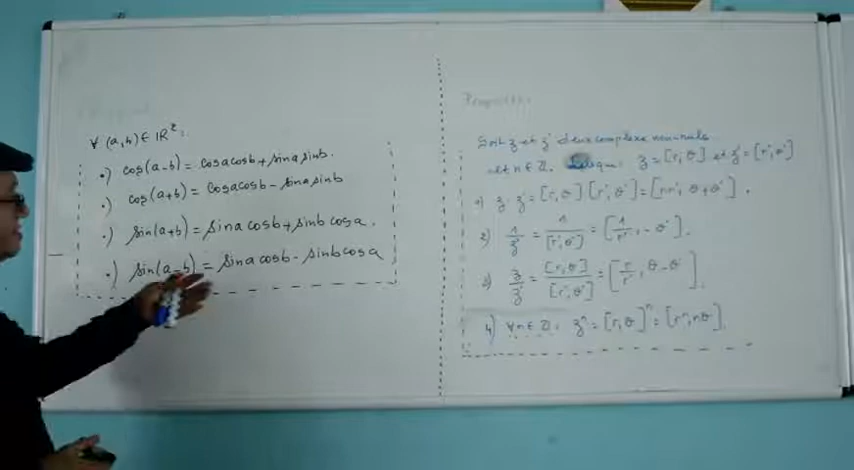 ∀ (a,b) ∈ ℝ² :
•) cos(a-b) = cosa cosb + sina sinb.
•) cos(a+b) = cosa cosb - sina sinb
•) sin(a+b) = sina cosb + sinb cosa.
•) sin(a-b) = sina cosb - sinb cosa
Soit z et z' deux complexe non nuls
et n ∈ ℤ. que: z = [r,θ] et z' = [r',θ']
1) z·z' = [r,θ] [r',θ'] = [rr', θ+θ'].
2) 1/z' = 1/[r',θ'] = [1/r', -θ'].
3) z/z' = [r,θ]/[r',θ'] = [r/r', θ-θ'].
4) ∀n ∈ ℤ: zⁿ = [r,θ]ⁿ = [rⁿ, nθ].